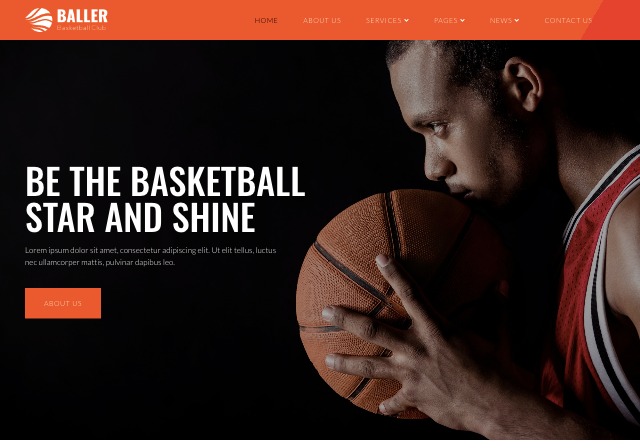 BALLER
Basketball Club
HOME ABOUT US SERVICES PAGES NEWS CONTACT US
BE THE BASKETBALL
STAR AND SHINE
Lorem ipsum dolor sit amet, consectetur adipiscing elit. Ut elit tellus, luctus
nec ullamcorper mattis, pulvinar dapibus leo.
ABOUT US